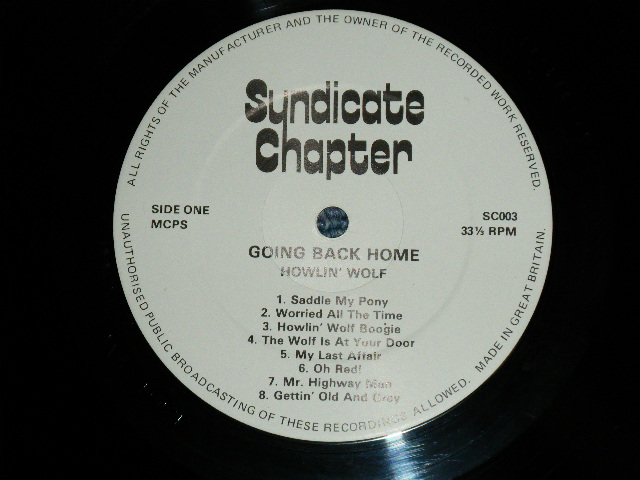 ALL RIGHTS OF THE MANUFACTURER AND THE OWNER OF THE RECORDED WORK RESERVED.
Syndicate
Chapter
SIDE ONE
MCPS
SC003
33⅓ RPM
GOING BACK HOME
HOWLIN' WOLF
1. Saddle My Pony
2. Worried All The Time
3. Howlin' Wolf Boogie
4. The Wolf Is At Your Door
5. My Last Affair
6. Oh Red!
7. Mr. Highway Man
8. Gettin' Old And Grey
UNAUTHORISED PUBLIC BROADCASTING OF THESE RECORDINGS ALLOWED. MADE IN GREAT BRITAIN.